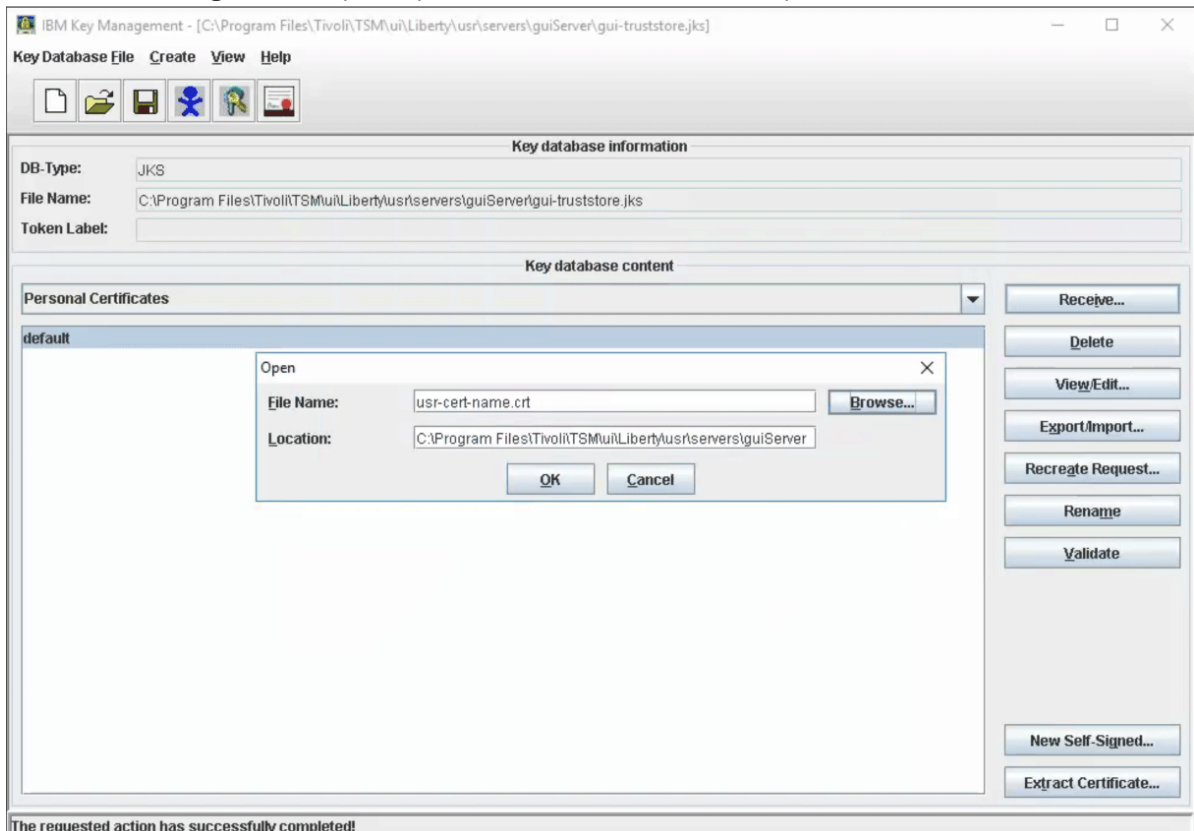 IBM Key Management - [C:\Program Files\Tivoli\TSM\ui\Liberty\usr\servers\guiServer\gui-truststore.jks]
Key Database File Create View Help
Key database information
DB-Type: JKS
File Name: C:\Program Files\Tivoli\TSM\ui\Liberty\usr\servers\guiServer\gui-truststore.jks
Token Label:
Key database content
Personal Certificates
Receive...
default
Delete
Open
View/Edit...
File Name: usr-cert-name.crt Browse...
Export/Import...
Location: C:\Program Files\Tivoli\TSM\ui\Liberty\usr\servers\guiServer
Recreate Request...
OK Cancel
Rename
Validate
New Self-Signed...
Extract Certificate...
The requested action has successfully completed!